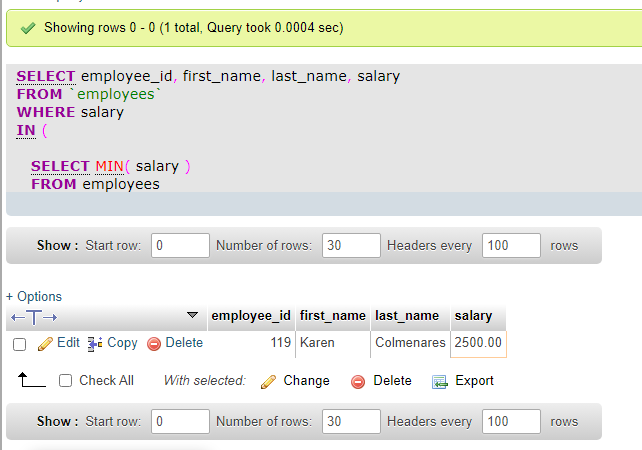 Showing rows 0 - 0 (1 total, Query took 0.0004 sec)
SELECT employee_id, first_name, last_name, salary
FROM `employees`
WHERE salary
IN (
SELECT MIN( salary )
FROM employees
Show : Start row: 0 Number of rows: 30 Headers every 100 rows
+ Options
←T→ employee_id first_name last_name salary
Edit Copy Delete 119 Karen Colmenares 2500.00
Check All With selected: Change Delete Export
Show : Start row: 0 Number of rows: 30 Headers every 100 rows